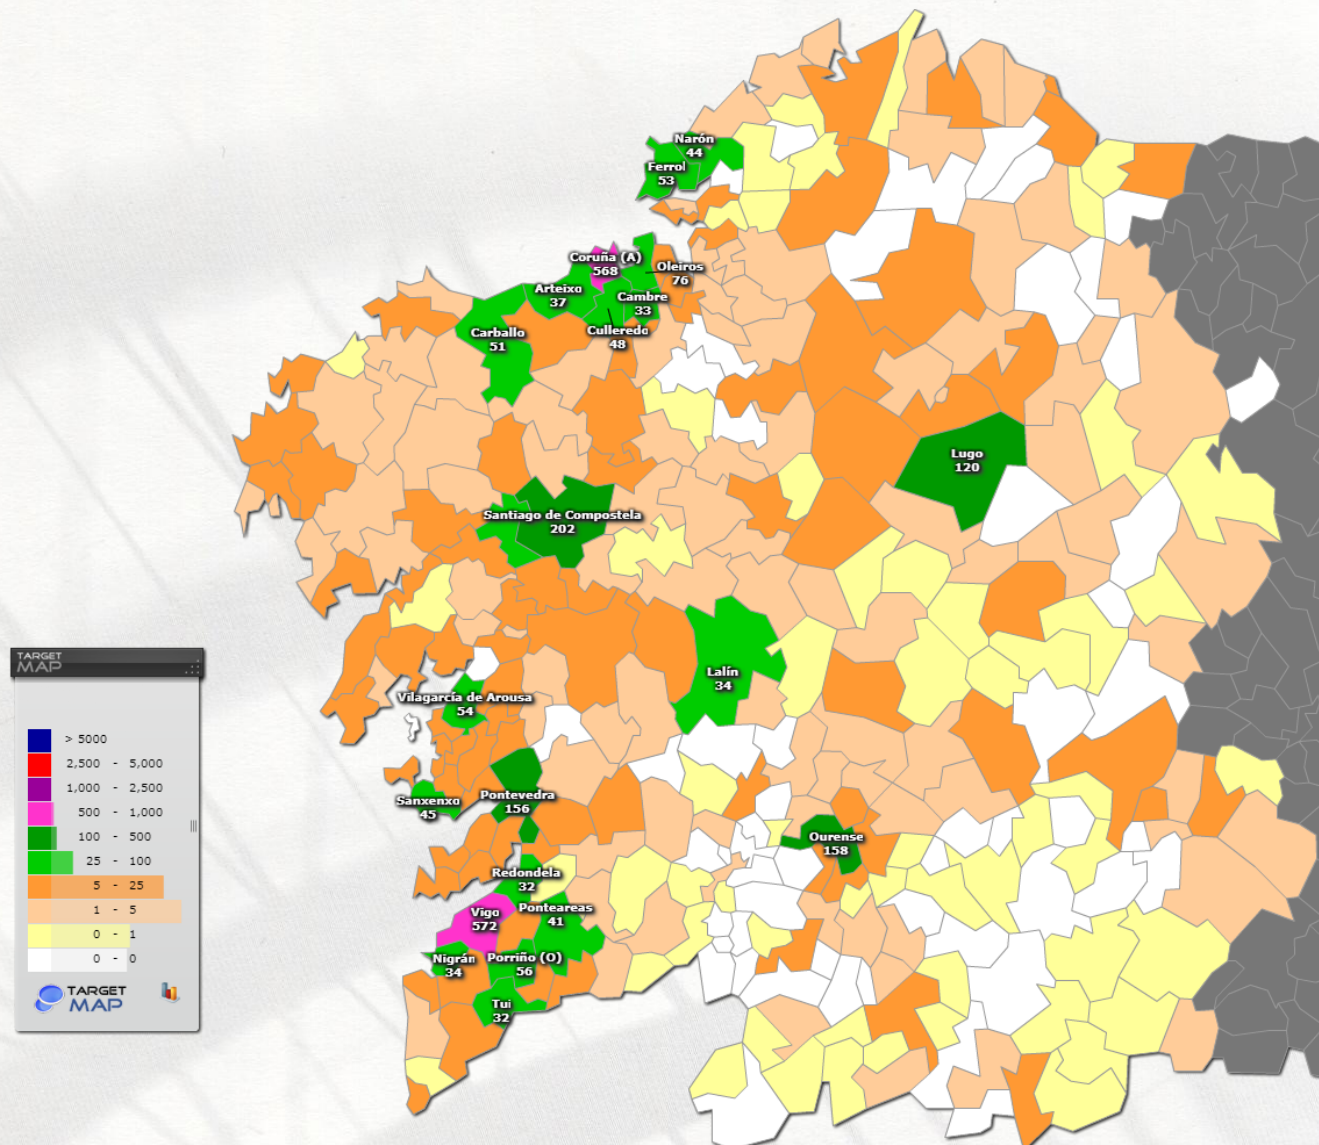 Narón
44
Ferrol
53
Coruña (A)
568
Oleiros
76
Arteixo
37
Cambre
33
Culleredo
48
Carballo
51
Lugo
120
Santiago de Compostela
202
Lalín
34
Vilagarcía de Arousa
54
Sanxenxo
45
Pontevedra
156
Ourense
158
Redondela
32
Vigo
572
Ponteareas
41
Nigrán
34
Porriño (O)
56
Tui
32
TARGET
MAP
> 5000
2,500 - 5,000
1,000 - 2,500
500 - 1,000
100 - 500
25 - 100
5 - 25
1 - 5
0 - 1
0 - 0
TARGET
MAP